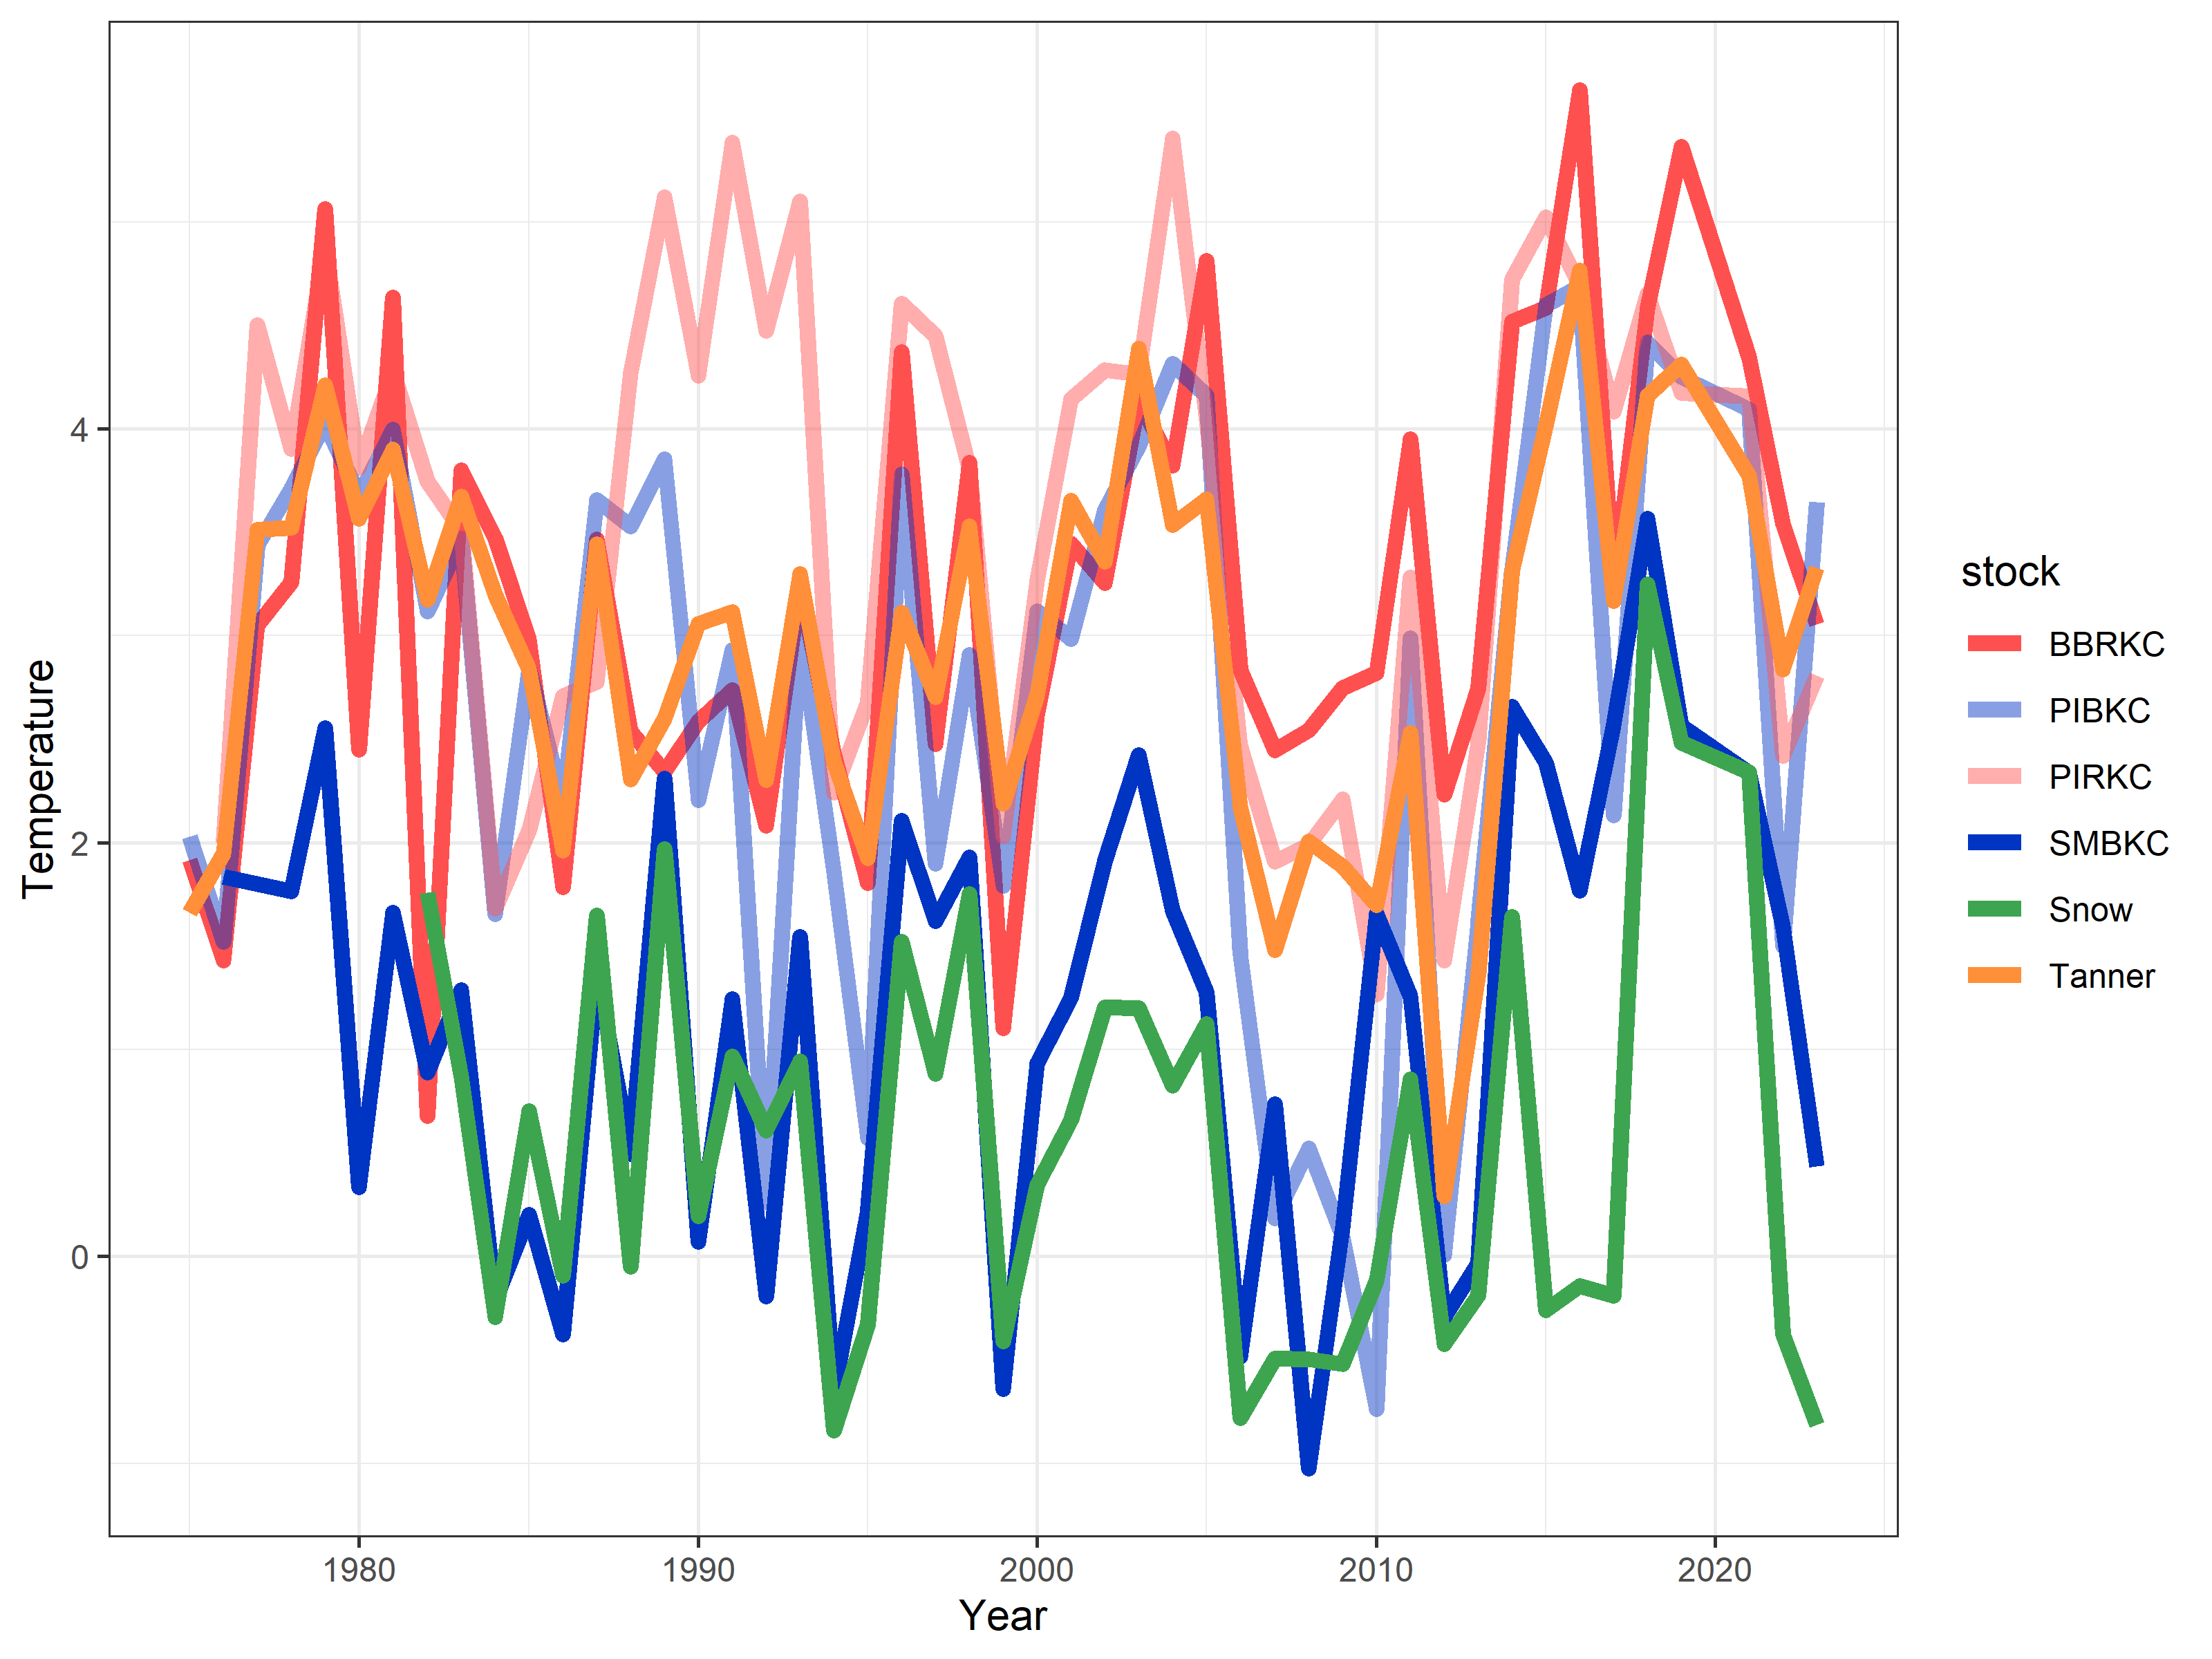 Temperature
4
2
0
1980
1990
2000
2010
2020
Year
stock
BBRKC
PIBKC
PIRKC
SMBKC
Snow
Tanner